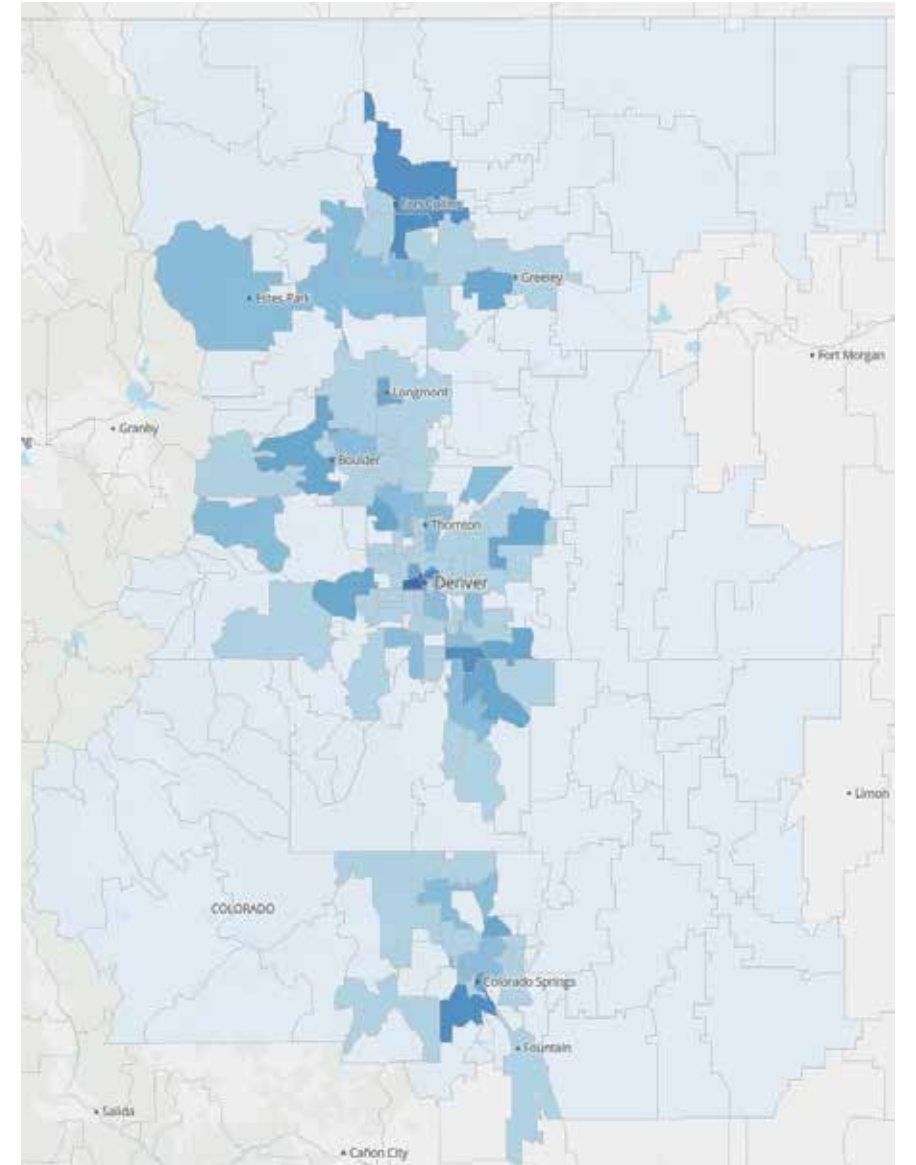 Fort Collins
Greeley
Estes Park
Fort Morgan
Longmont
Granby
Boulder
Thornton
Denver
Limon
COLORADO
Colorado Springs
Fountain
Salida
Cañon City